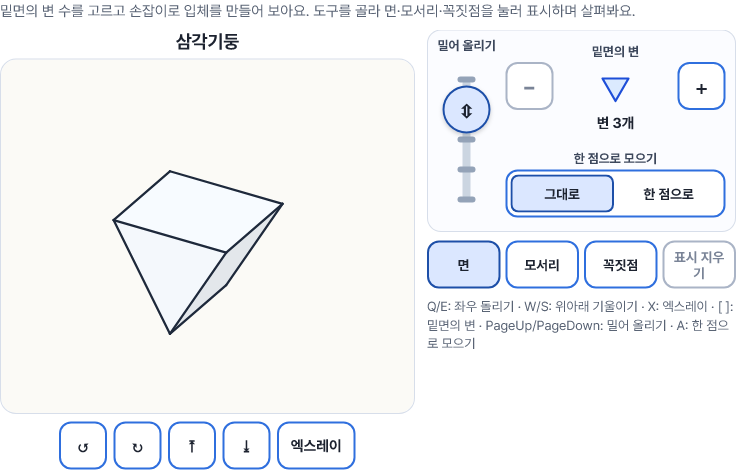 밑면의 변 수를 고르고 손잡이로 입체를 만들어 보아요. 도구를 골라 면·모서리·꼭짓점을 눌러 표시하며 살펴봐요.
삼각기둥
밀어 올리기
밑면의 변
−
+
변 3개
한 점으로 모으기
그대로
한 점으로
면
모서리
꼭짓점
표시 지우
기
Q/E: 좌우 돌리기 · W/S: 위아래 기울이기 · X: 엑스레이 · [ ]:
밑면의 변 · PageUp/PageDown: 밀어 올리기 · A: 한 점으
로 모으기
↺
↻
⤒
⤓
엑스레이